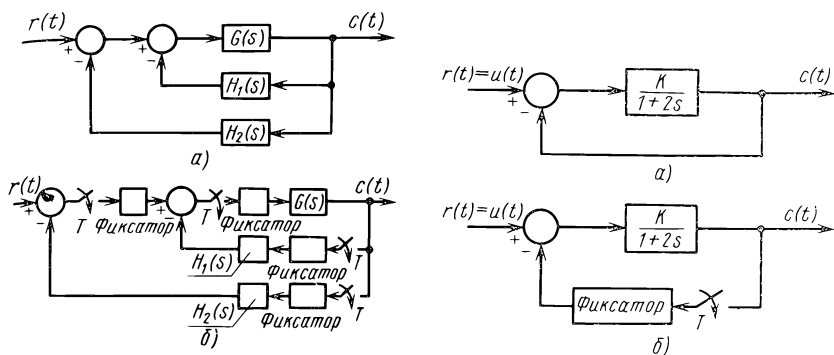 r(t)
c(t)
+
−
+
−
G(s)
H₁(s)
H₂(s)
а)
r(t)
c(t)
+
−
T
Фиксатор
+
−
T
Фиксатор
G(s)
H₁(s)
Фиксатор
T
H₂(s)
Фиксатор
T
б)
r(t)=u(t)
+
−
K
1+2s
c(t)
а)
r(t)=u(t)
+
−
K
1+2s
c(t)
Фиксатор
T
б)